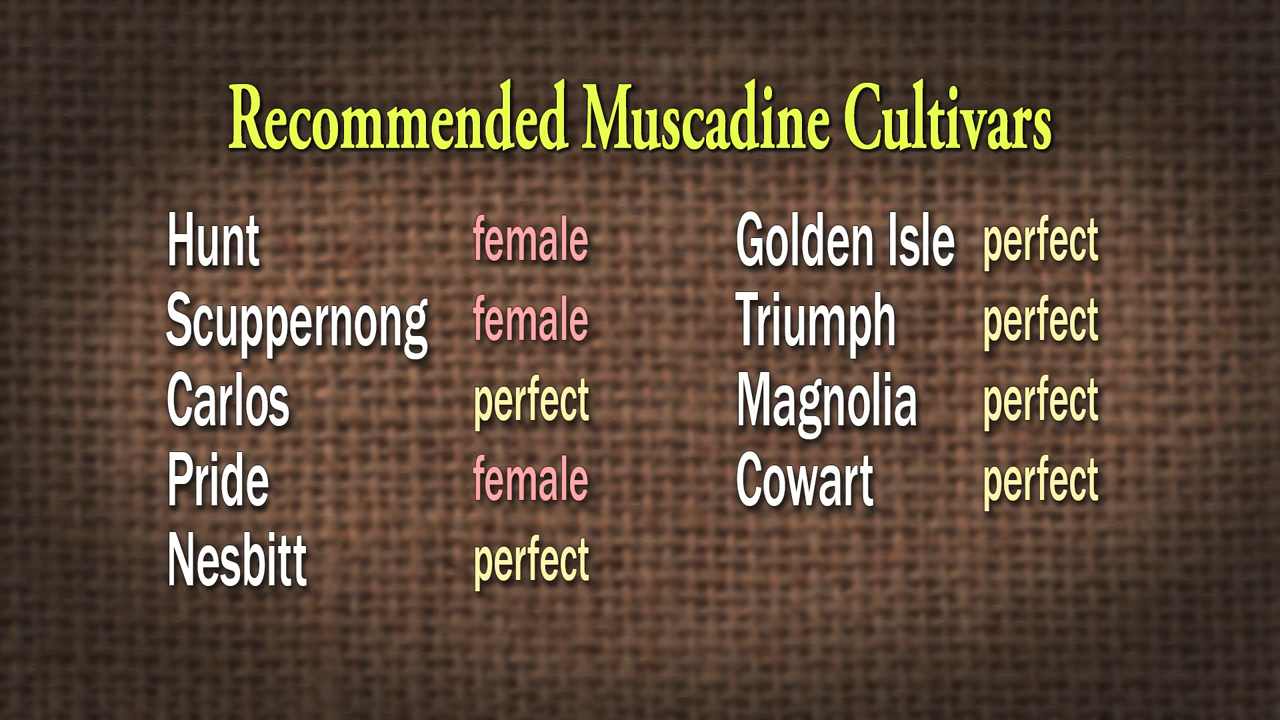 Recommended Muscadine Cultivars
Hunt female
Scuppernong female
Carlos perfect
Pride female
Nesbitt perfect
Golden Isle perfect
Triumph perfect
Magnolia perfect
Cowart perfect